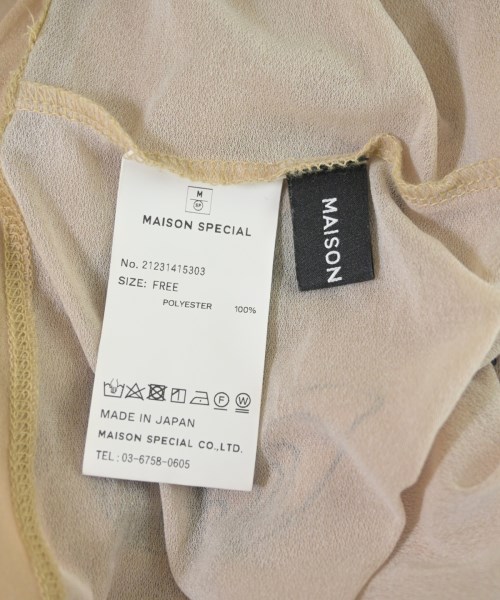 M
SP
MAISON SPECIAL
No. 21231415303
SIZE: FREE
POLYESTER 100%
F W
MADE IN JAPAN
MAISON SPECIAL CO.,LTD.
TEL: 03-6758-0605
MAISON